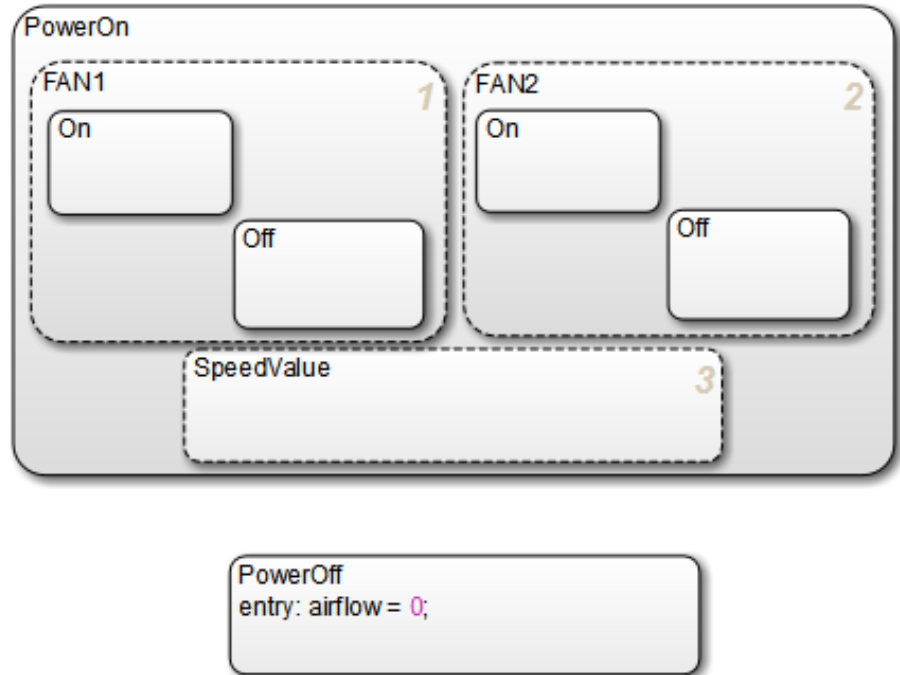 PowerOn
FAN1
1
On
Off
FAN2
2
On
Off
SpeedValue
3
PowerOff
entry: airflow = 0;